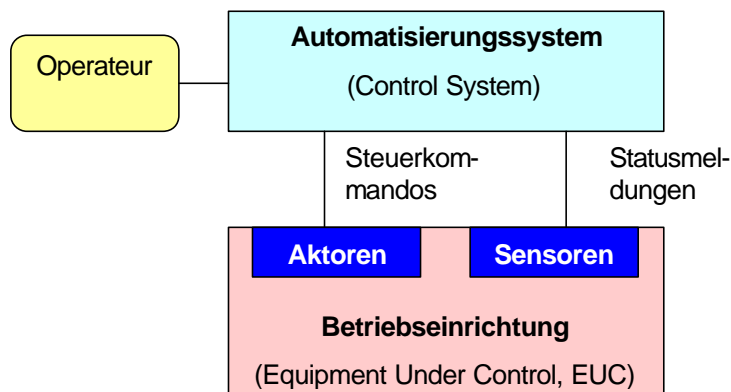 Automatisierungssystem
(Control System)
Operateur
Steuerkom-
mandos
Statusmel-
dungen
Aktoren
Sensoren
Betriebseinrichtung
(Equipment Under Control, EUC)